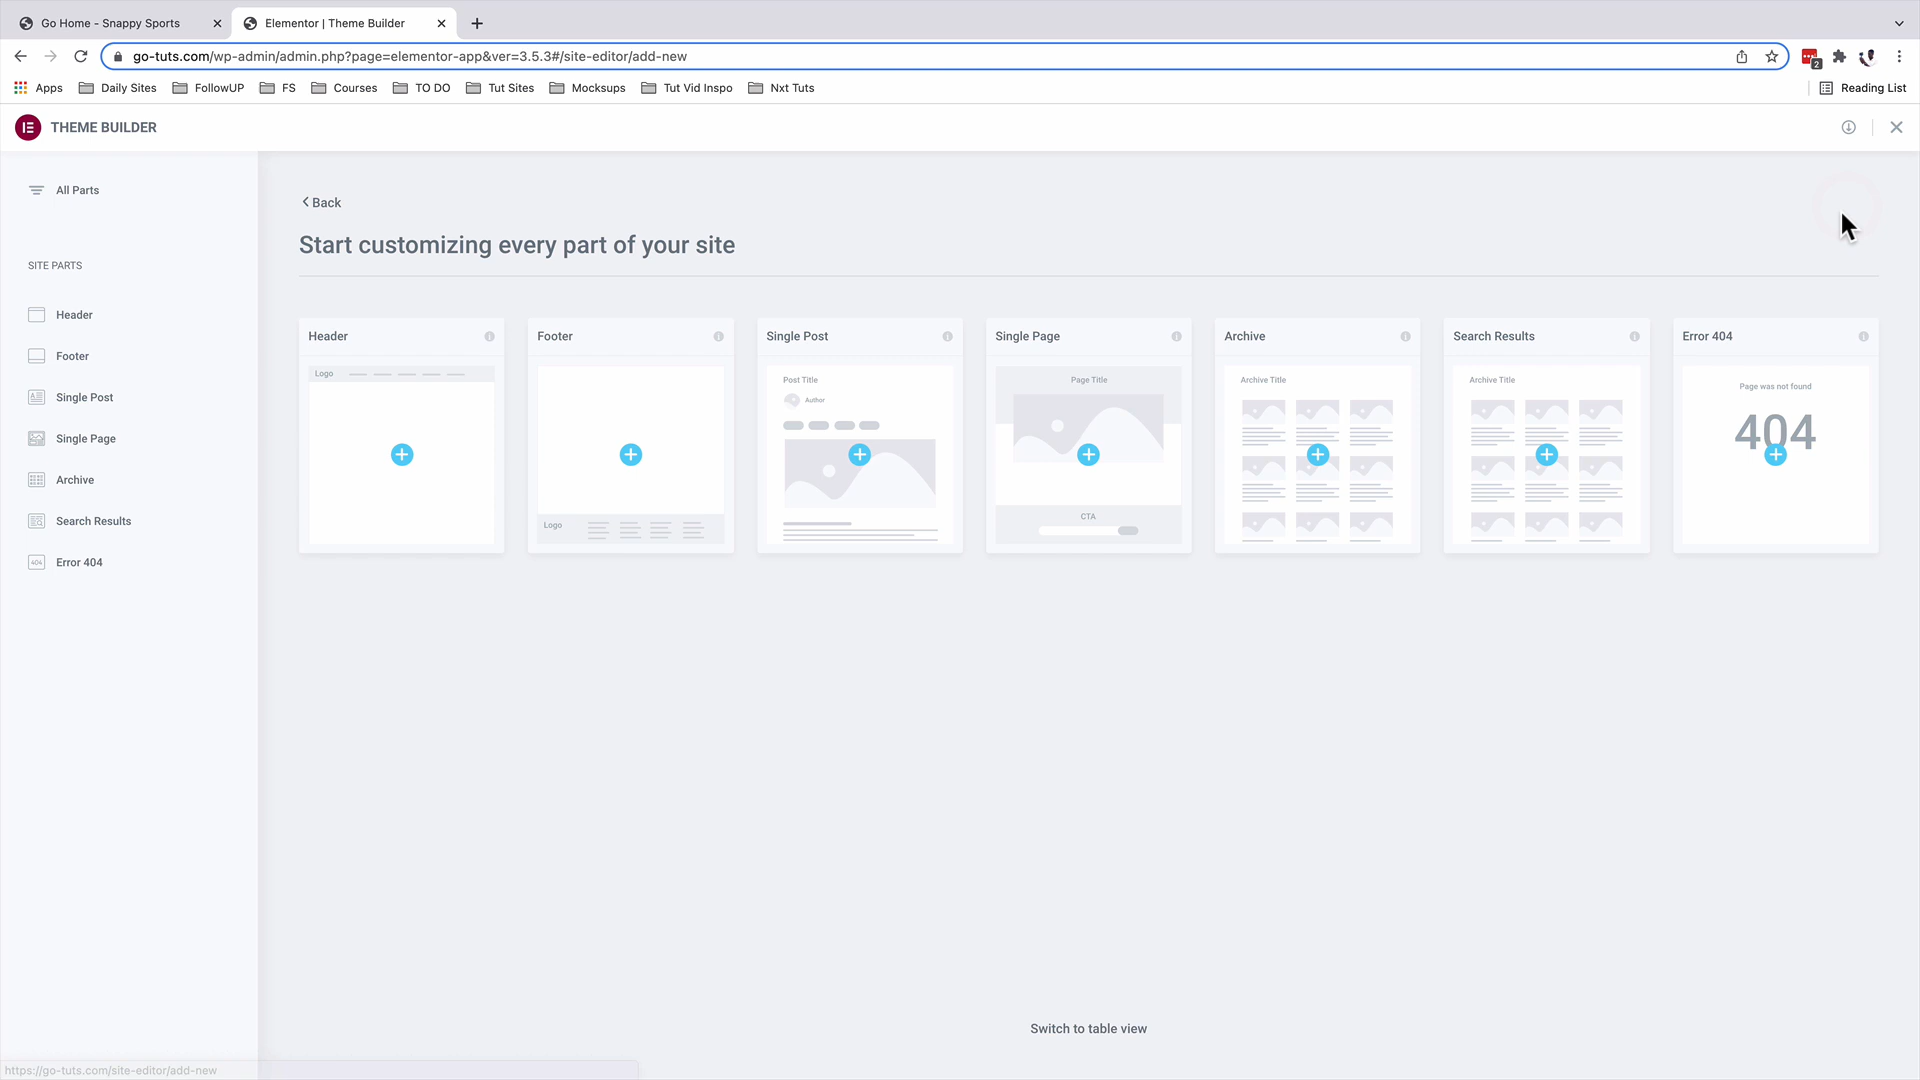 Go Home - Snappy Sports
Elementor | Theme Builder
go-tuts.com/wp-admin/admin.php?page=elementor-app&ver=3.5.3#/site-editor/add-new
2
Apps
Daily Sites
FollowUP
FS
Courses
TO DO
Tut Sites
Mocksups
Tut Vid Inspo
Nxt Tuts
Reading List
THEME BUILDER
All Parts
SITE PARTS
Header
Footer
Single Post
Single Page
Archive
Search Results
404
Error 404
Back
Start customizing every part of your site
Header
Logo
Footer
Logo
Single Post
Post Title
Author
Single Page
Page Title
CTA
Archive
Archive Title
Search Results
Archive Title
Error 404
Page was not found
404
Switch to table view
https://go-tuts.com/site-editor/add-new